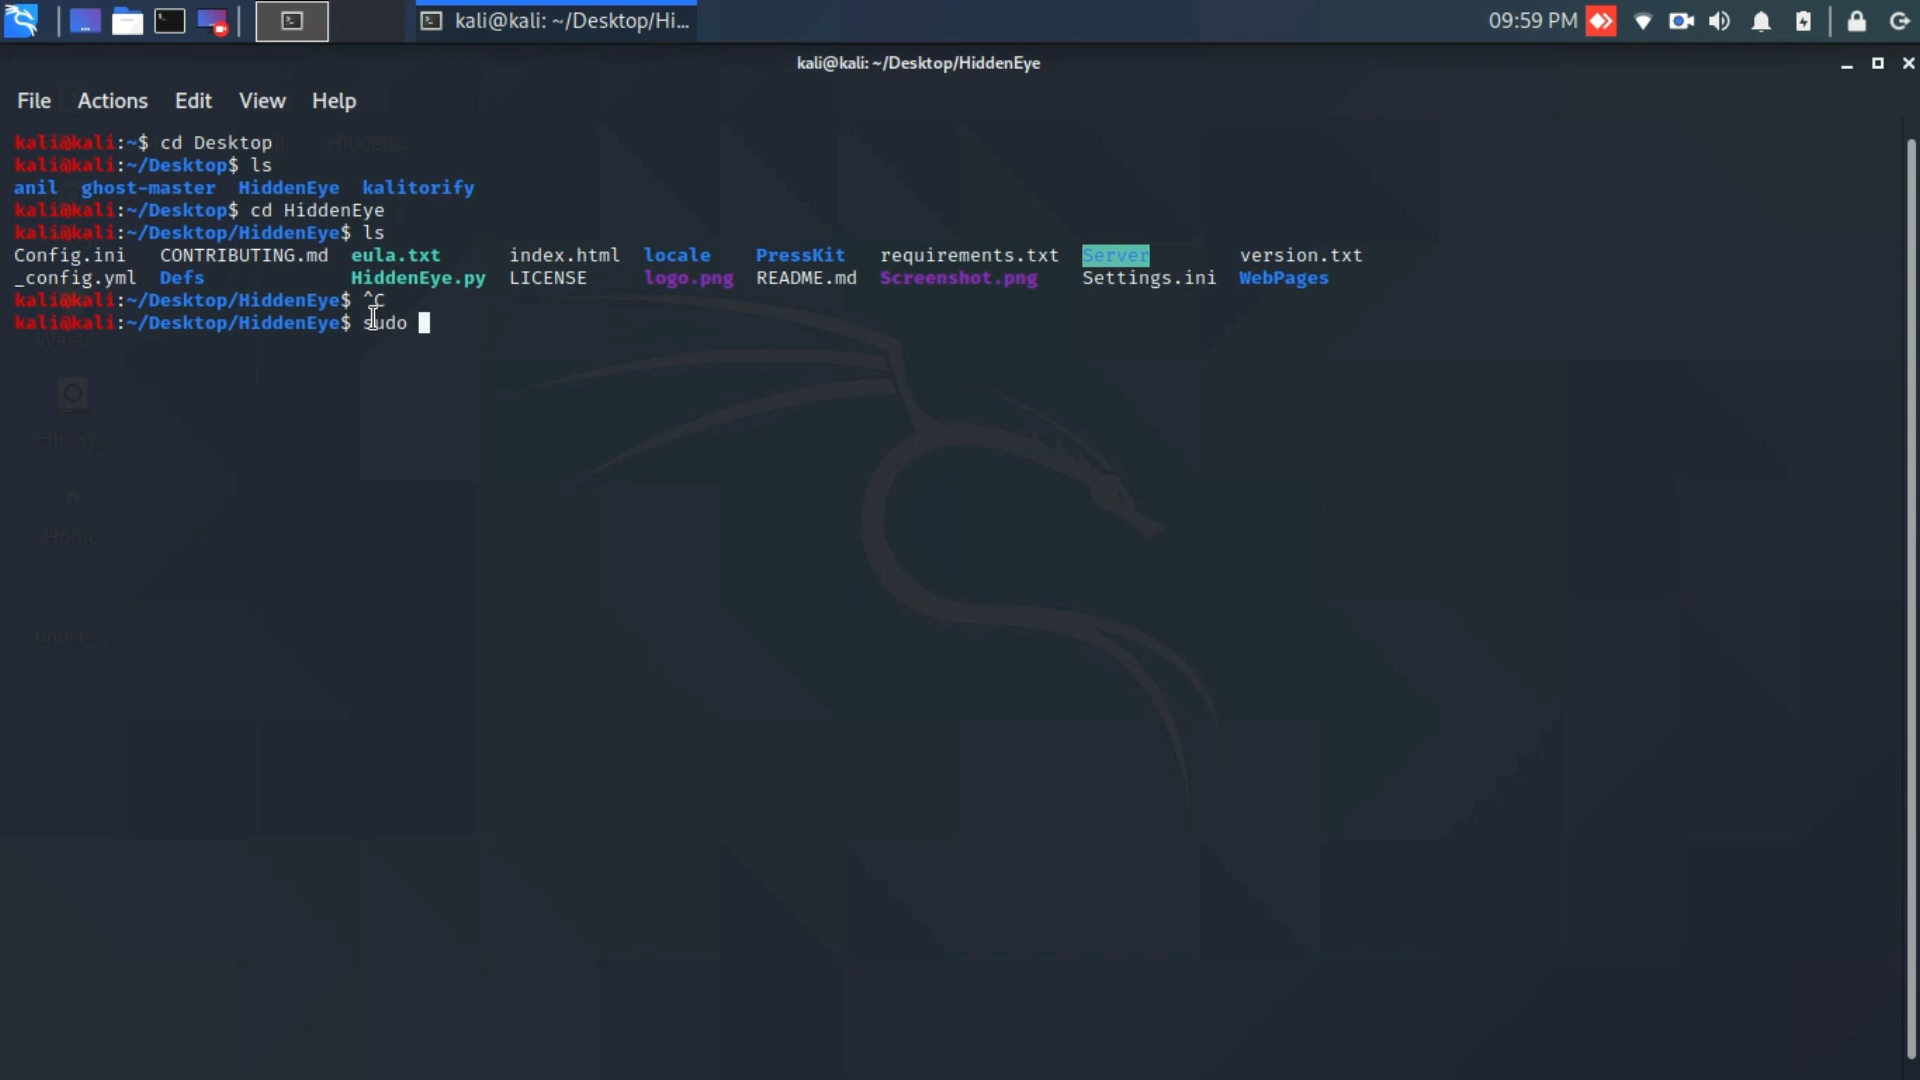 kali@kali: ~/Desktop/Hi...
09:59 PM
kali@kali: ~/Desktop/HiddenEye
File Actions Edit View Help
kali@kali:~$ cd Desktop
kali@kali:~/Desktop$ ls
anil ghost-master HiddenEye kalitorify
kali@kali:~/Desktop$ cd HiddenEye
kali@kali:~/Desktop/HiddenEye$ ls
Config.ini CONTRIBUTING.md eula.txt index.html locale PressKit requirements.txt Server version.txt
_config.yml Defs HiddenEye.py LICENSE logo.png README.md Screenshot.png Settings.ini WebPages
kali@kali:~/Desktop/HiddenEye$ ^C
kali@kali:~/Desktop/HiddenEye$ sudo
File Sy...
Home
ghost-...